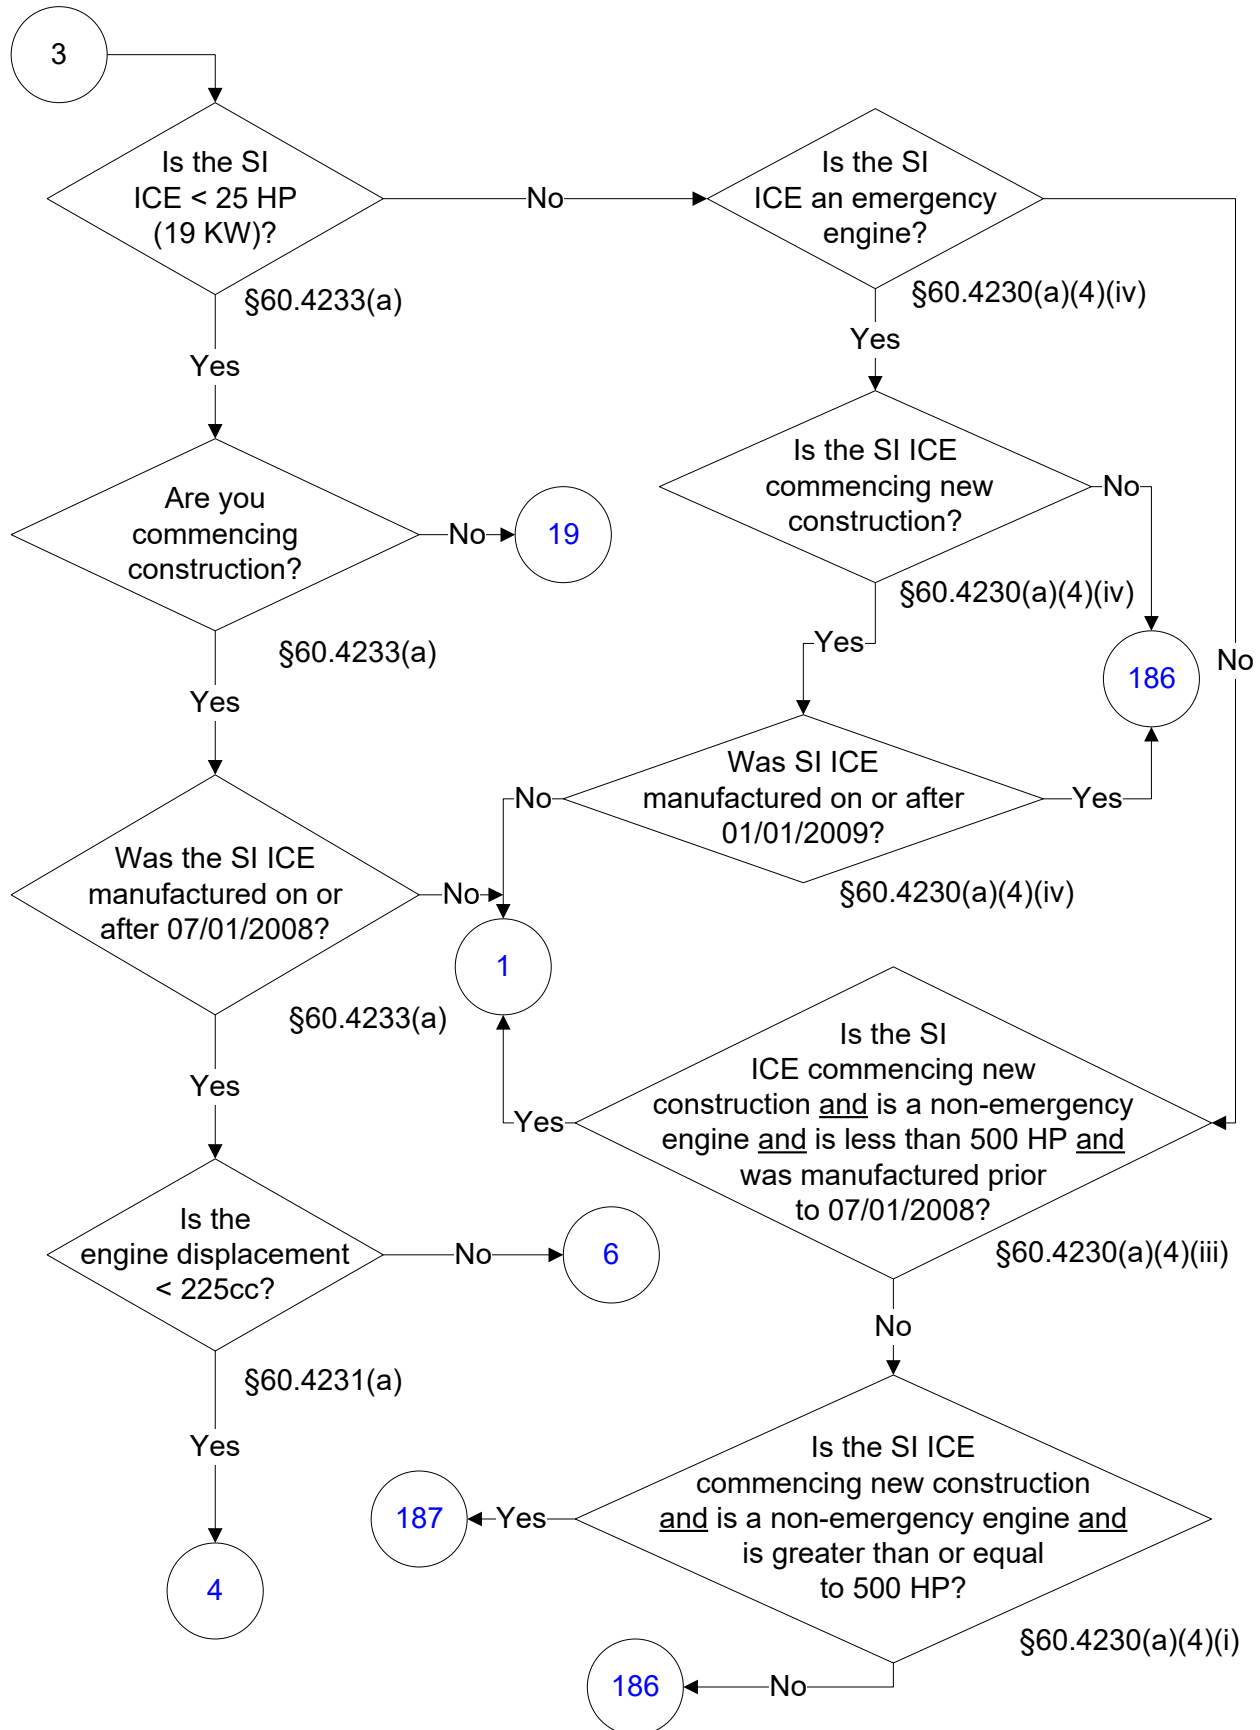 3
Is the SI
ICE < 25 HP
(19 KW)?
§60.4233(a)
No
Is the SI
ICE an emergency
engine?
§60.4230(a)(4)(iv)
No
Yes
Yes
Are you
commencing
construction?
§60.4233(a)
No
19
Is the SI ICE
commencing new
construction?
§60.4230(a)(4)(iv)
No
186
Yes
Yes
Was SI ICE
manufactured on or after
01/01/2009?
§60.4230(a)(4)(iv)
No
Yes
Was the SI ICE
manufactured on or
after 07/01/2008?
§60.4233(a)
No
1
Yes
Is the SI
ICE commencing new
construction and is a non-emergency
engine and is less than 500 HP and
was manufactured prior
to 07/01/2008?
§60.4230(a)(4)(iii)
Yes
No
Is the
engine displacement
< 225cc?
§60.4231(a)
No
6
Yes
4
Is the SI ICE
commencing new construction
and is a non-emergency engine and
is greater than or equal
to 500 HP?
§60.4230(a)(4)(i)
Yes
187
No
186